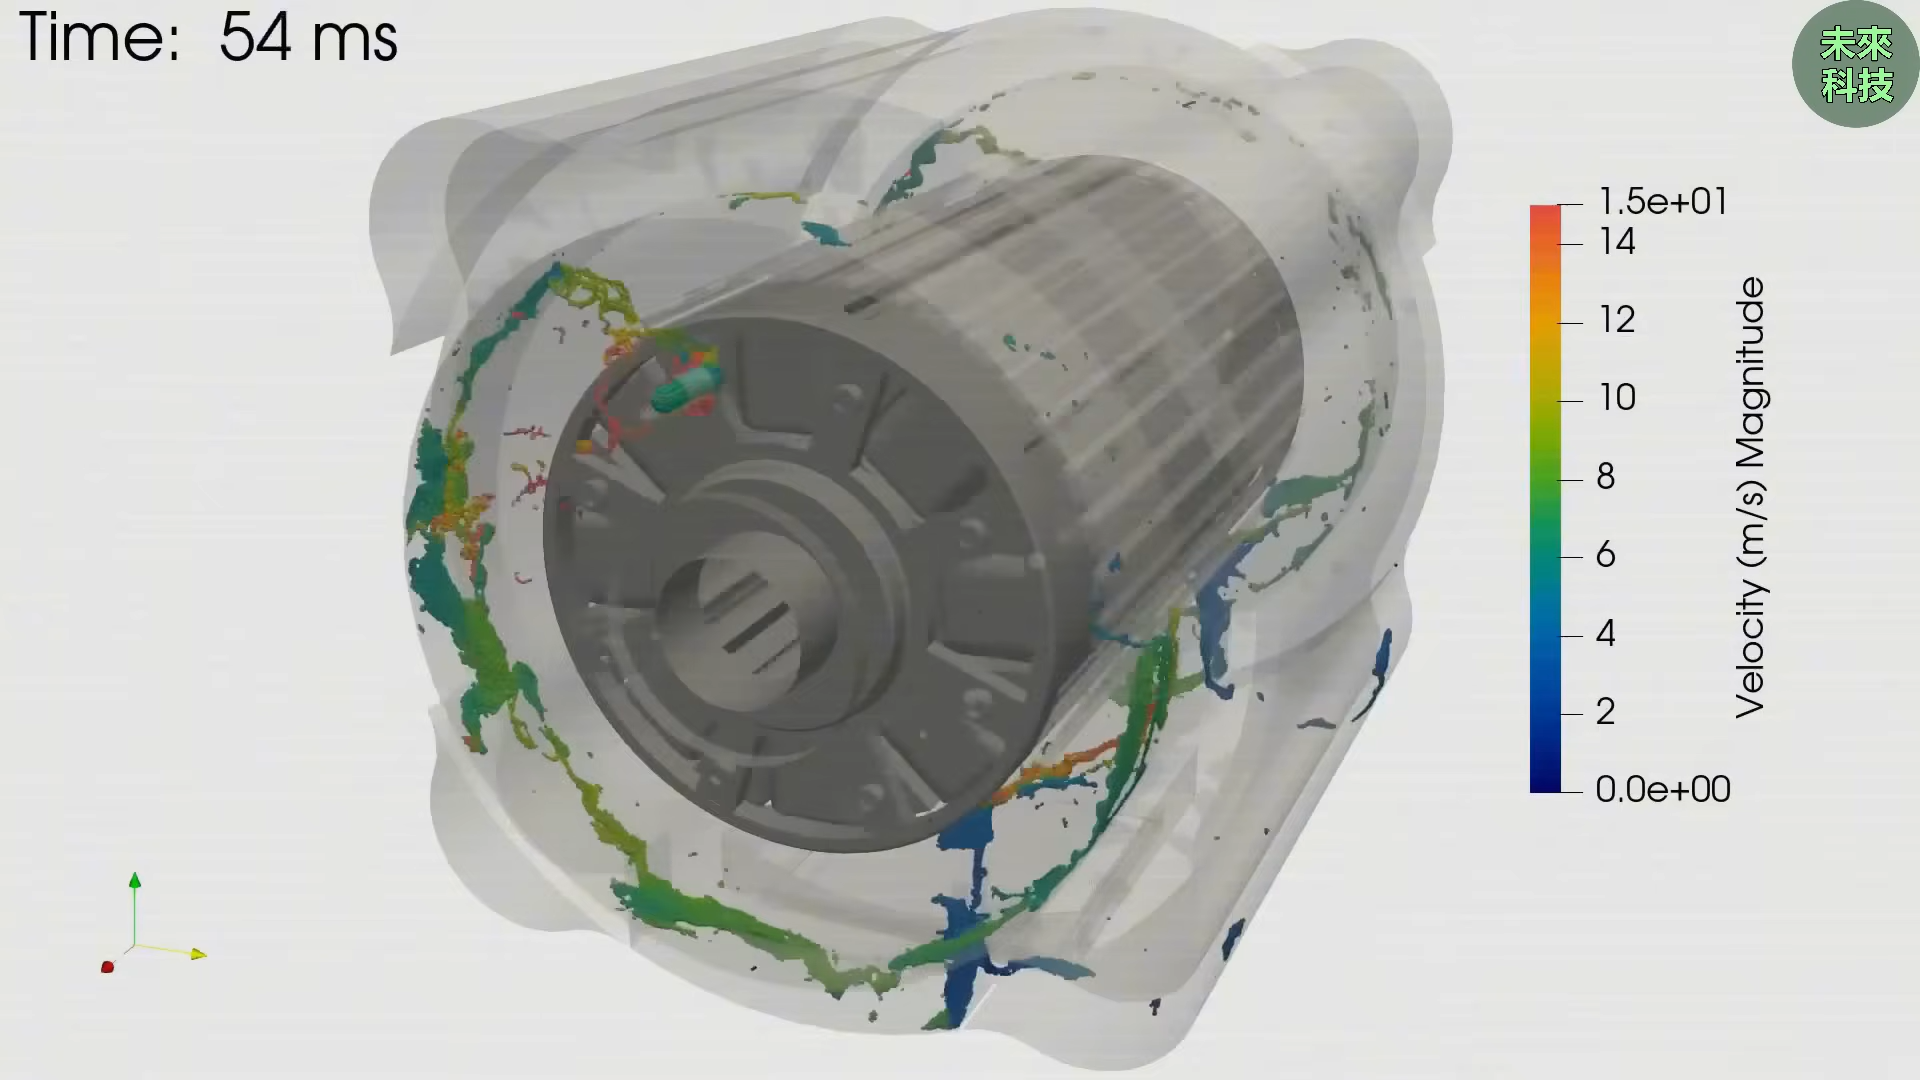 Time: 54 ms
未來
科技
1.5e+01
14
12
10
8
6
4
2
0.0e+00
Velocity (m/s) Magnitude